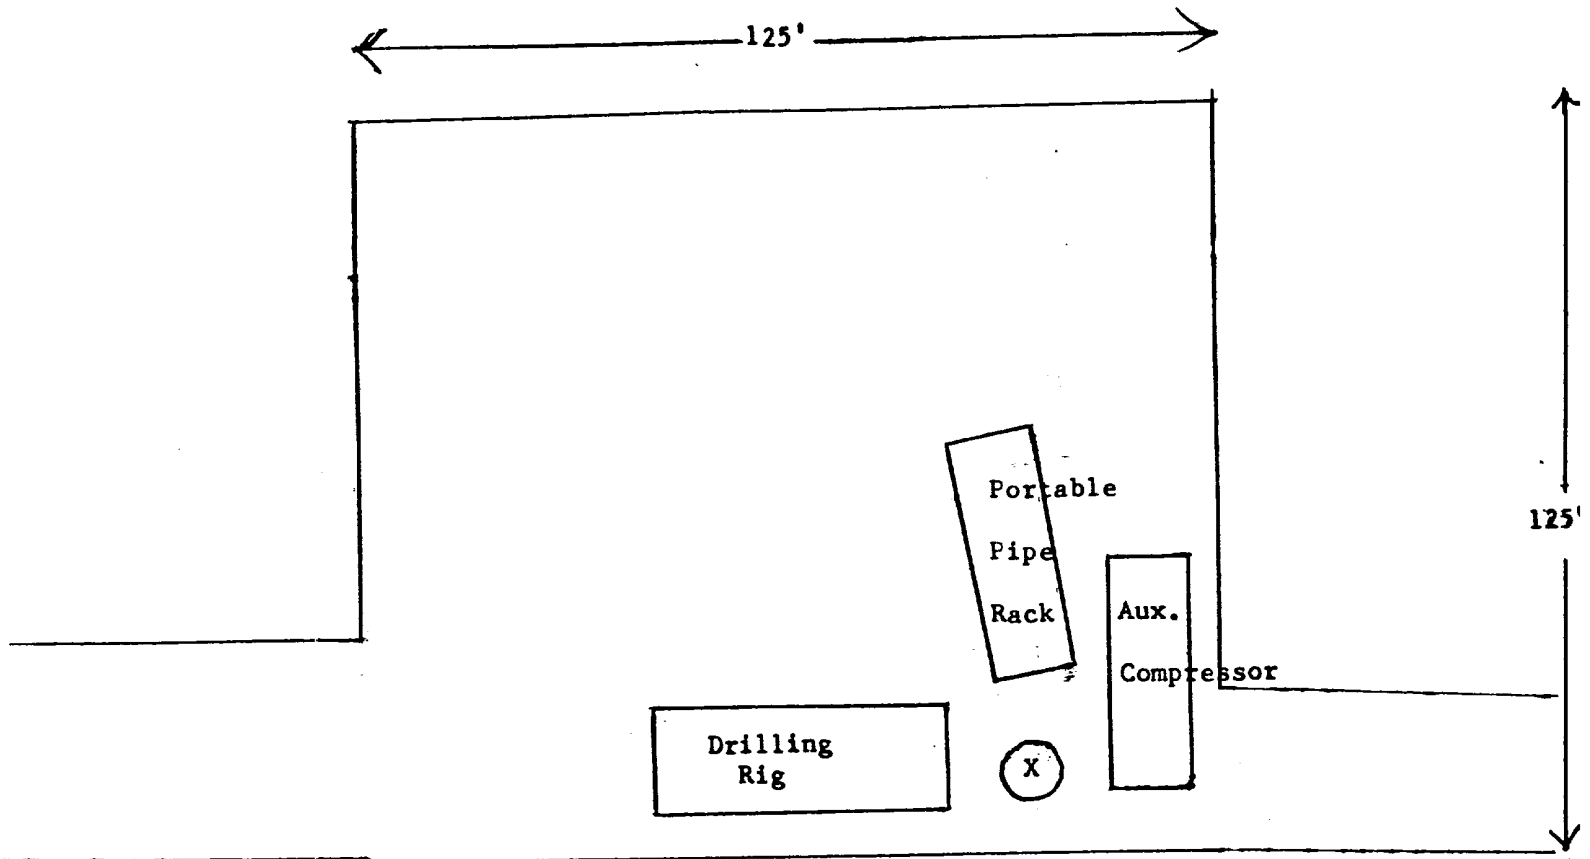 125'
Portable
Pipe
Rack
125'
Aux.
Compressor
Drilling
Rig
X